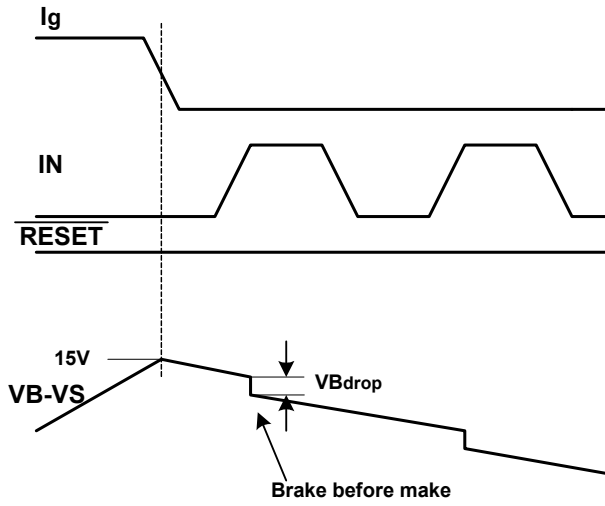 Ig
IN
RESET
15V
VBdrop
VB-VS
Brake before make